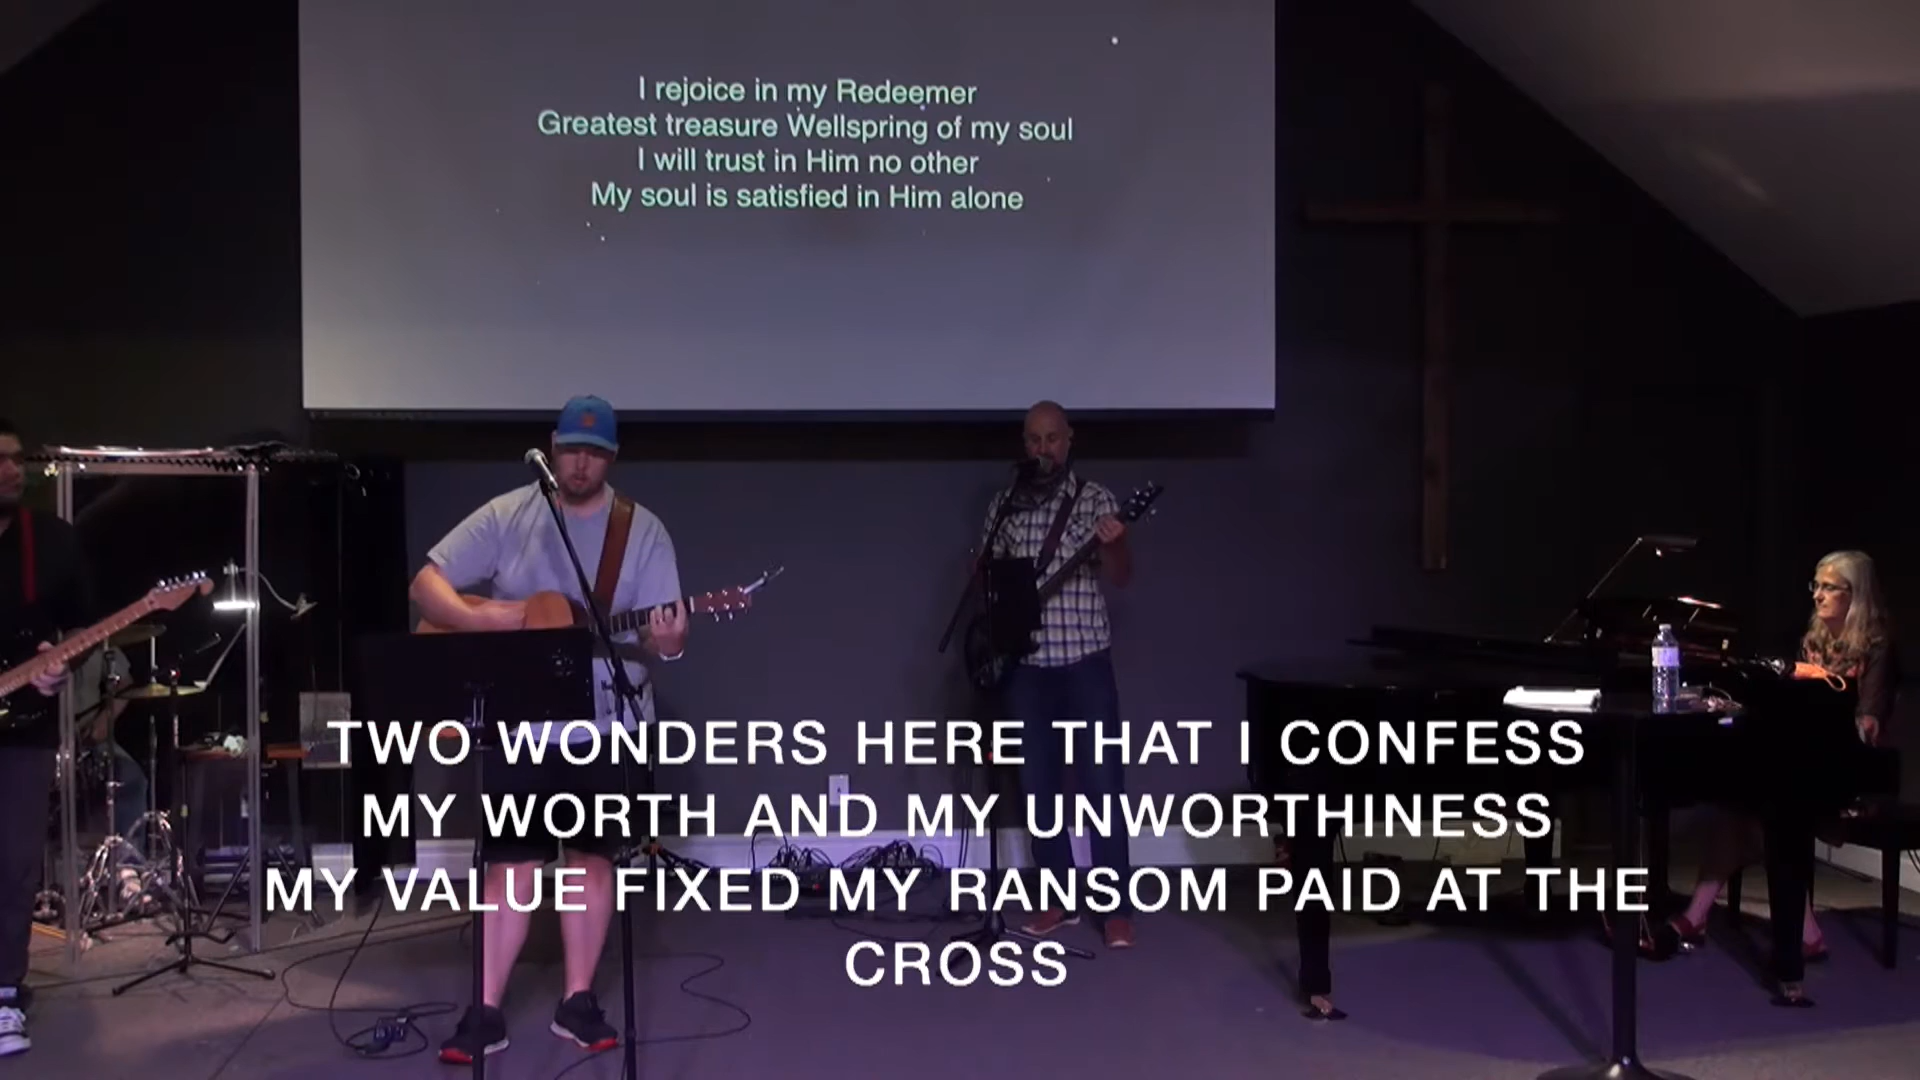 I rejoice in my Redeemer
Greatest treasure Wellspring of my soul
I will trust in Him no other
My soul is satisfied in Him alone
TWO WONDERS HERE THAT I CONFESS
MY WORTH AND MY UNWORTHINESS
MY VALUE FIXED MY RANSOM PAID AT THE
CROSS